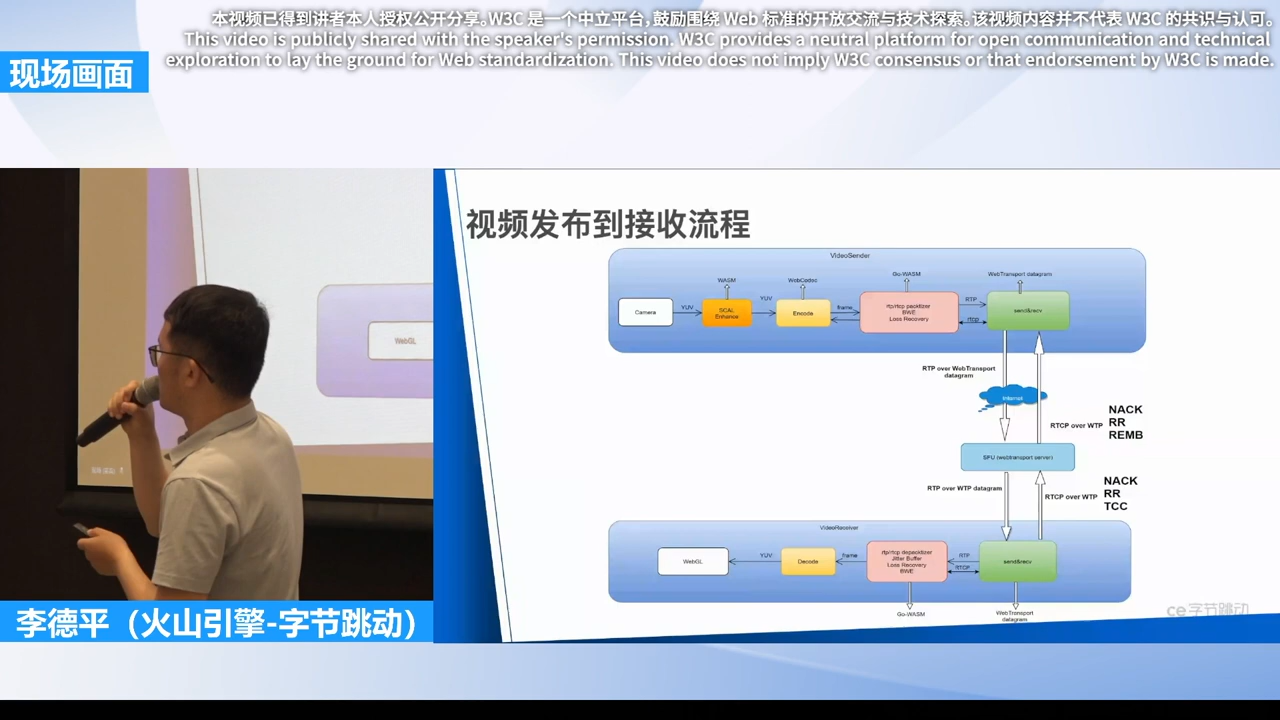 本视频已得到讲者本人授权公开分享。W3C 是一个中立平台，鼓励围绕 Web 标准的开放交流与技术探索。该视频内容并不代表 W3C 的共识与认可。
This video is publicly shared with the speaker's permission. W3C provides a neutral platform for open communication and technical
exploration to lay the ground for Web standardization. This video does not imply W3C consensus or that endorsement by W3C is made.
现场画面
WebGL
李德平（火山引擎-字节跳动）
视频发布到接收流程
VideoSender
WASM
WebCodec
Go-WASM
WebTransport datagram
Camera
YUV
SCAL
Enhance
YUV
Encode
frame
rtp/rtcp packtizer
BWE
Loss Recovery
RTP
rtcp
send&recv
RTP over WebTransport
datagram
Internet
RTCP over WTP
NACK
RR
REMB
SFU (webtransport server)
RTP over WTP datagram
RTCP over WTP
NACK
RR
TCC
VideoReceiver
WebGL
YUV
Decode
frame
rtp/rtcp depacktizer
Jitter Buffer
Loss Recovery
BWE
RTP
RTCP
send&recv
Go-WASM
WebTransport
datagram
ce 字节跳动